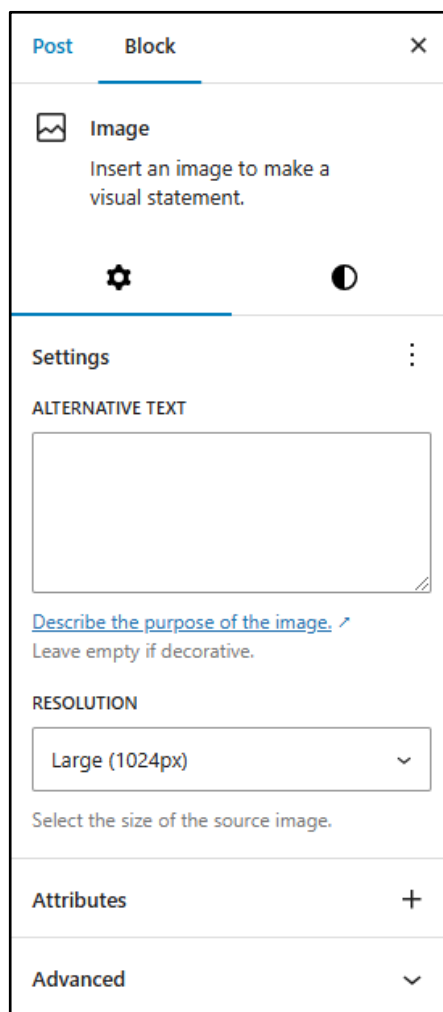 Post Block
Image
Insert an image to make a
visual statement.
Settings
ALTERNATIVE TEXT
Describe the purpose of the image. ↗
Leave empty if decorative.
RESOLUTION
Large (1024px)
Select the size of the source image.
Attributes
Advanced